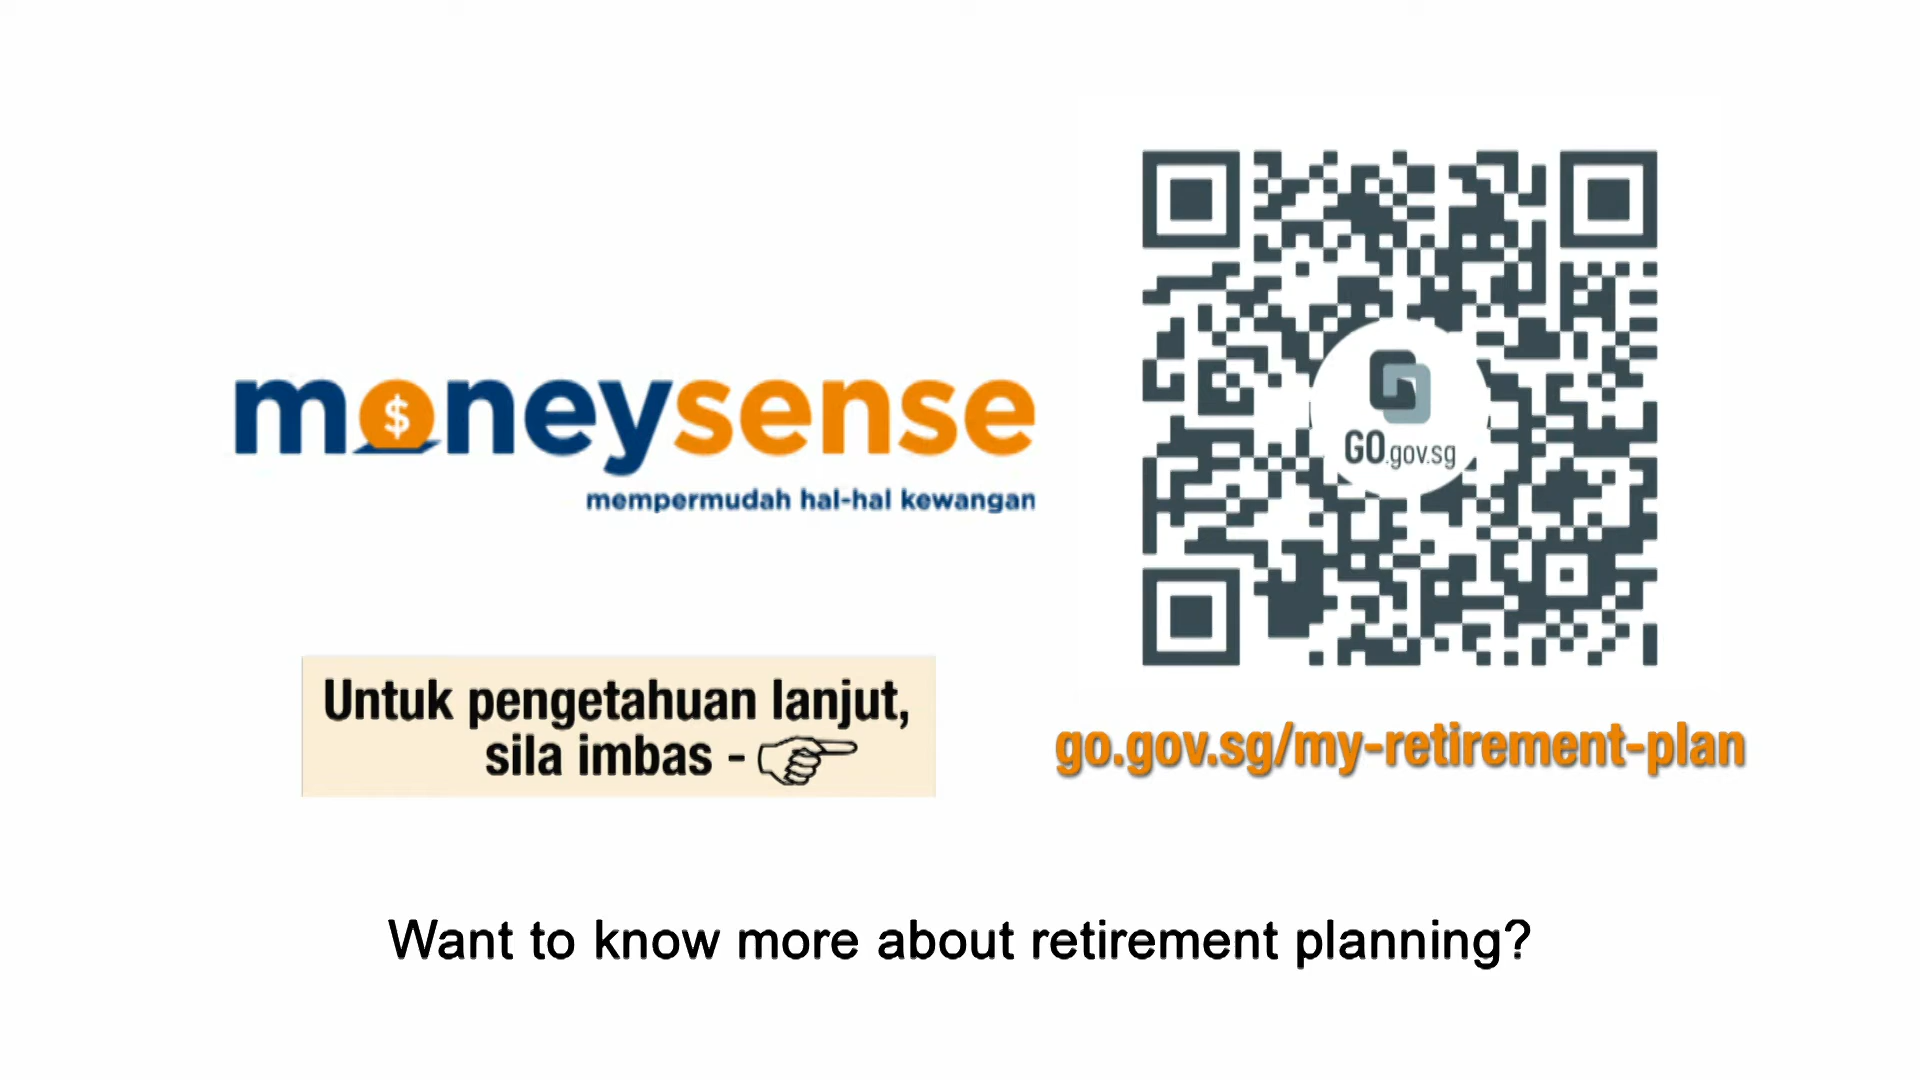 moneysense
mempermudah hal-hal kewangan
GO.gov.sg
Untuk pengetahuan lanjut,
sila imbas -
go.gov.sg/my-retirement-plan
Want to know more about retirement planning?